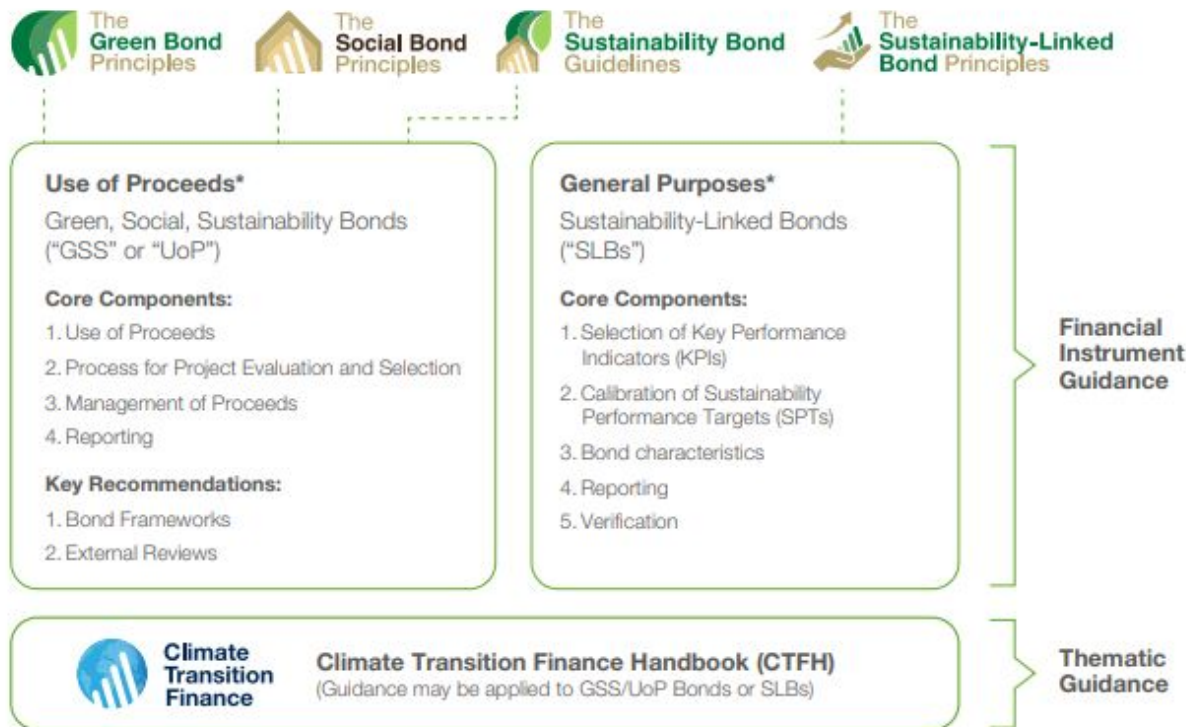 The
Green Bond
Principles
The
Social Bond
Principles
The
Sustainability Bond
Guidelines
The
Sustainability-Linked
Bond Principles
Use of Proceeds*
Green, Social, Sustainability Bonds
(“GSS” or “UoP”)
Core Components:
1. Use of Proceeds
2. Process for Project Evaluation and Selection
3. Management of Proceeds
4. Reporting
Key Recommendations:
1. Bond Frameworks
2. External Reviews
General Purposes*
Sustainability-Linked Bonds
(“SLBs”)
Core Components:
1. Selection of Key Performance
Indicators (KPIs)
2. Calibration of Sustainability
Performance Targets (SPTs)
3. Bond characteristics
4. Reporting
5. Verification
Financial
Instrument
Guidance
Climate
Transition
Finance
Climate Transition Finance Handbook (CTFH)
(Guidance may be applied to GSS/UoP Bonds or SLBs)
Thematic
Guidance